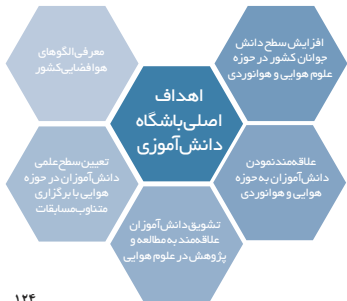 اهداف
اصلی باشگاه
دانش‌آموزی
افزایش سطح دانش
جوانان کشور در حوزه
علوم هوایی و هوانوردی
علاقه‌مند نمودن
دانش‌آموزان به حوزه
هوایی و هوانوردی
تشویق دانش‌آموزان
علاقه‌مند به مطالعه و
پژوهش در علوم هوایی
تعیین سطح علمی
دانش‌آموزان در حوزه
هوایی با برگزاری
متناوب مسابقات
معرفی الگوهای
هوافضایی کشور
۱۲۴